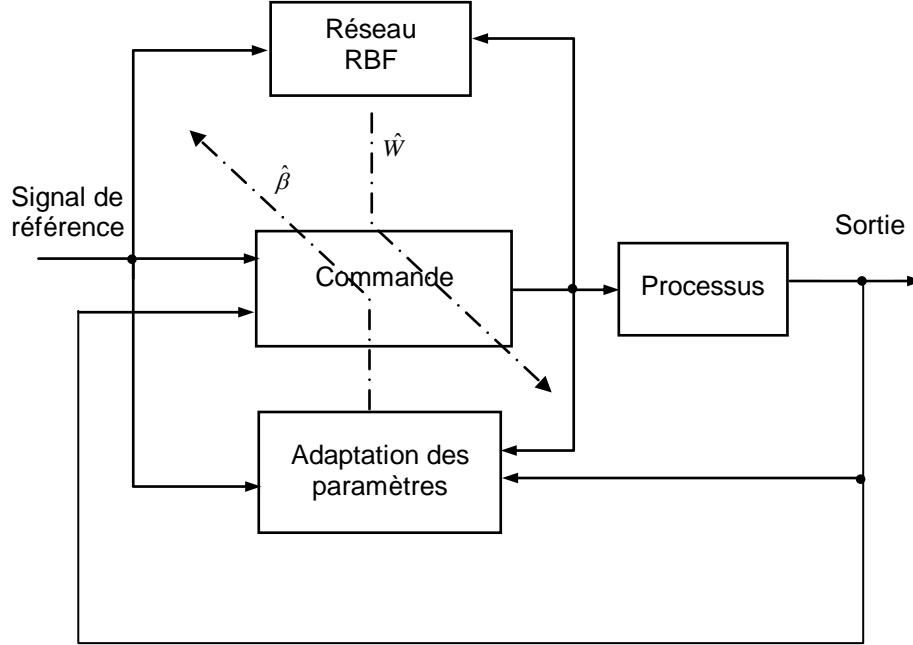 Réseau
RBF
Ŵ
β̂
Signal de
référence
Sortie
Commande
Processus
Adaptation des
paramètres